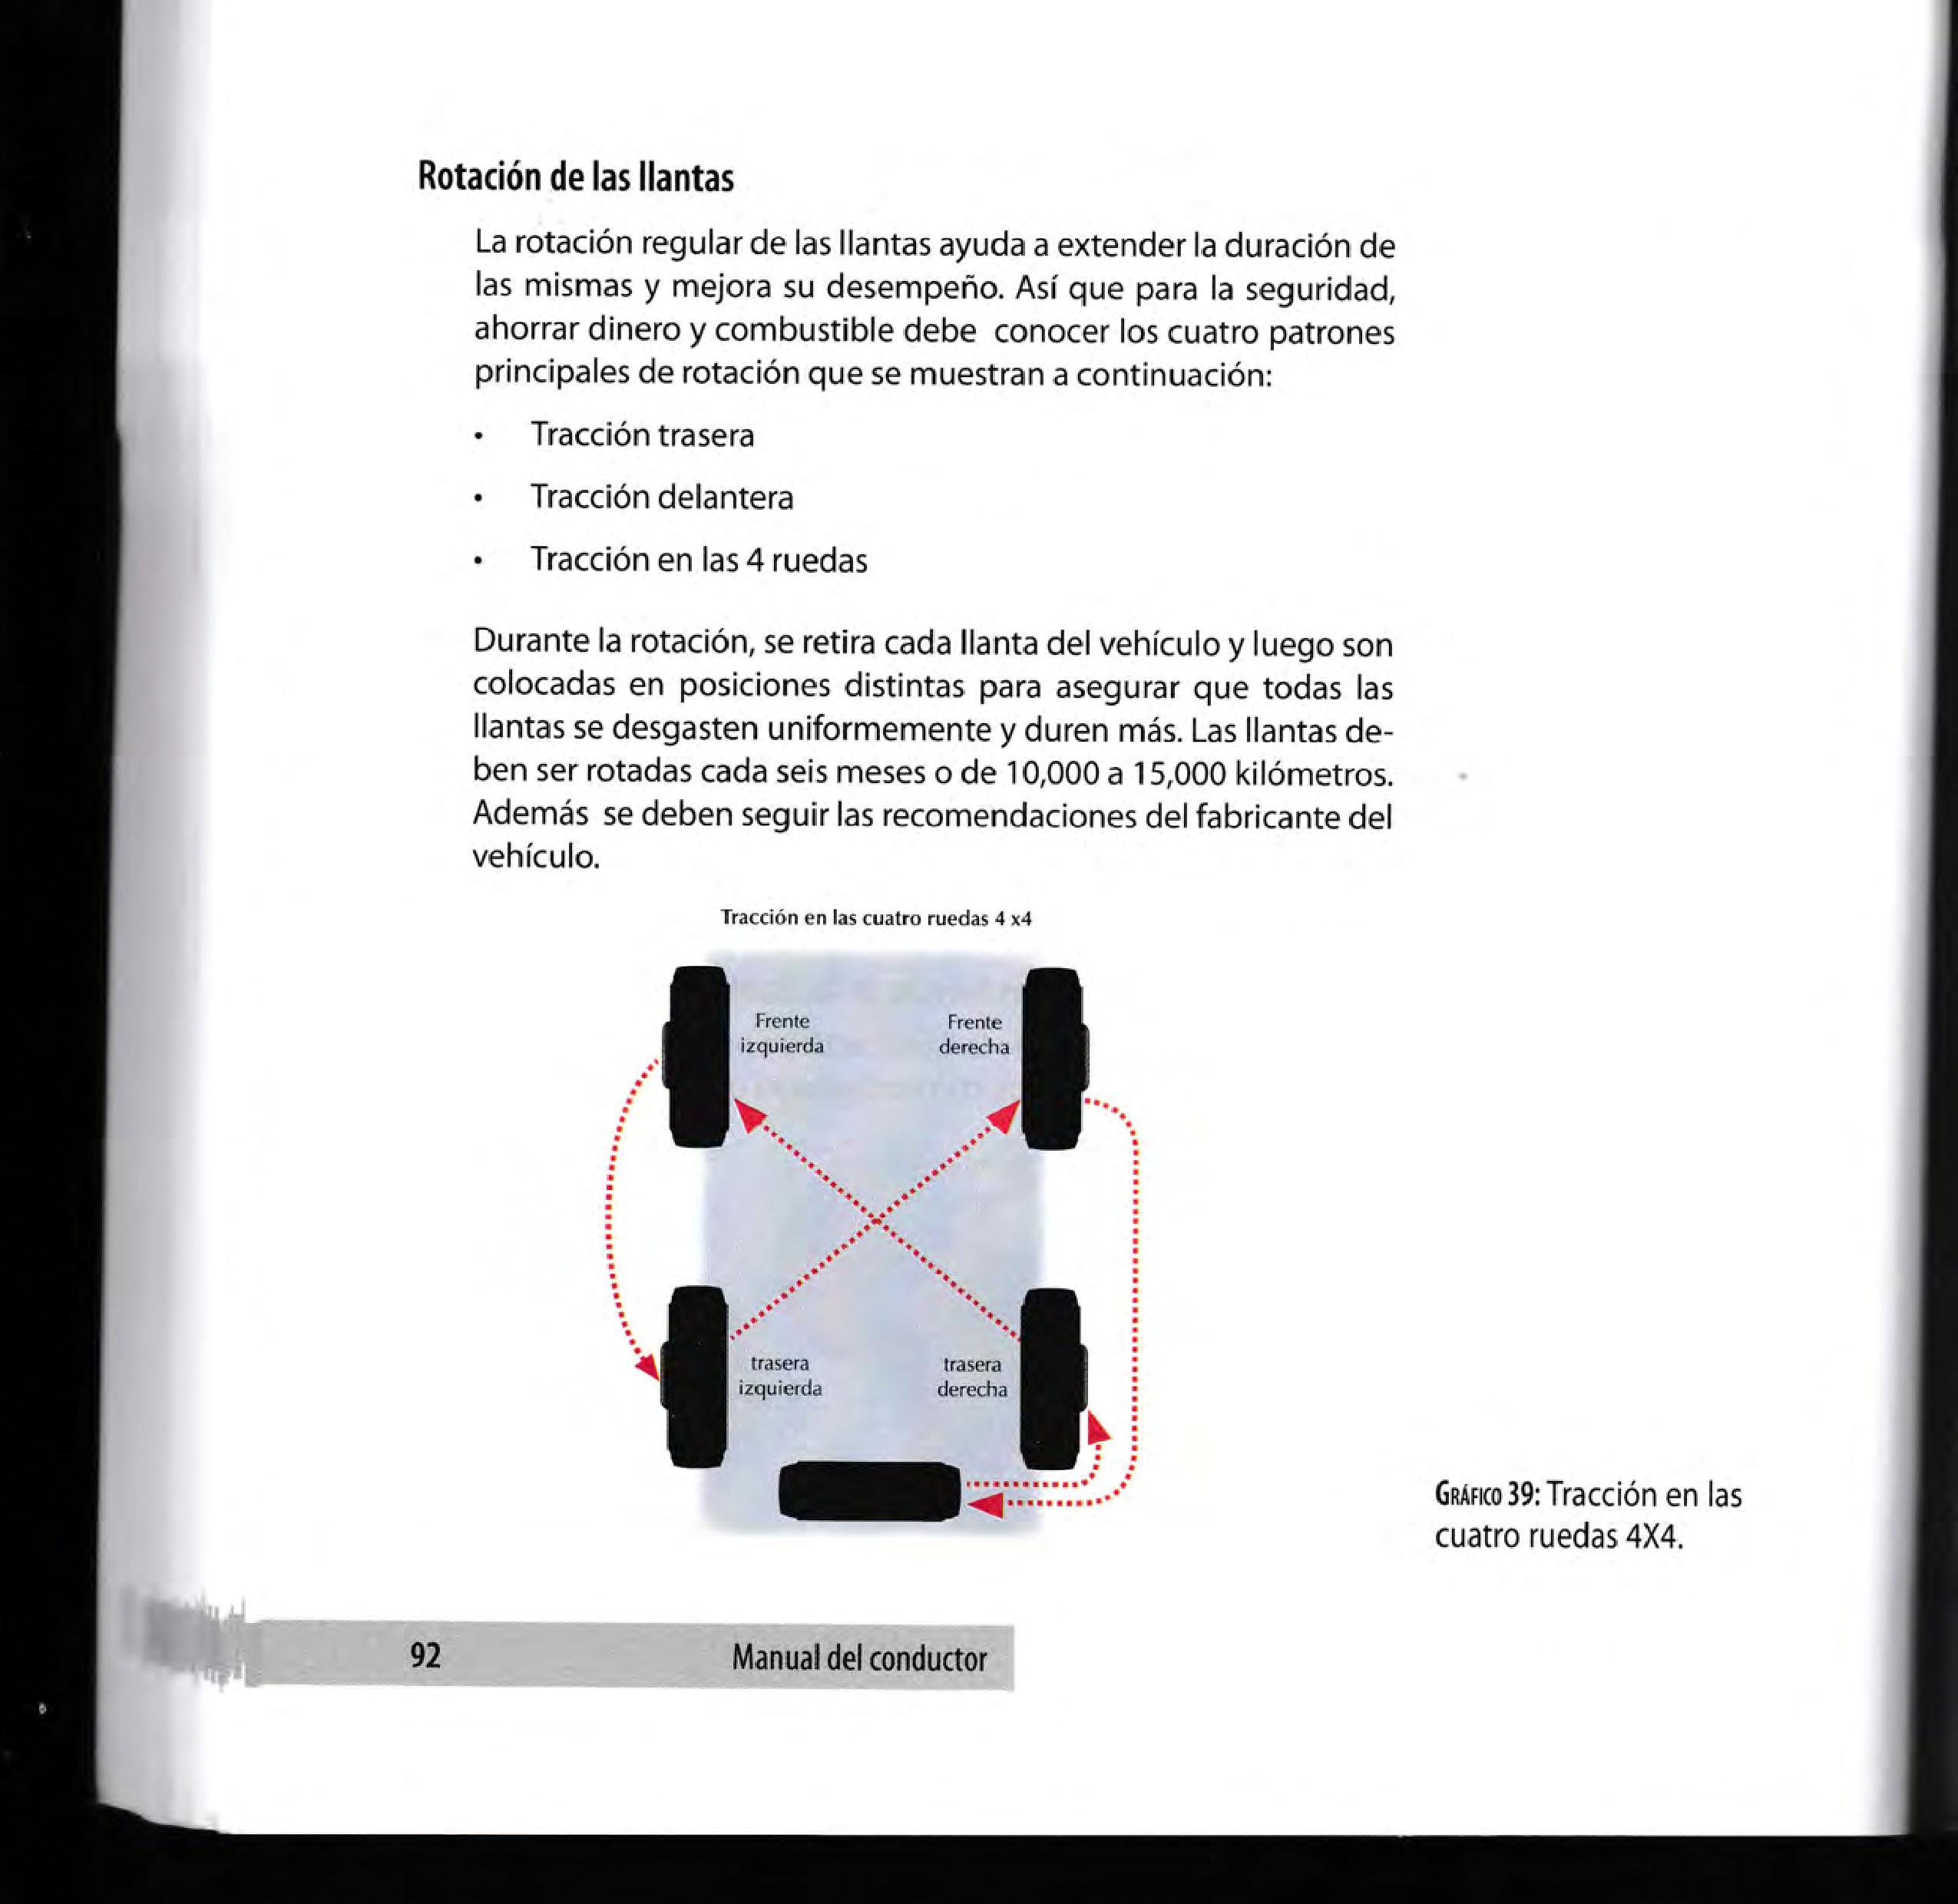 Rotación de las llantas
La rotación regular de las llantas ayuda a extender la duración de
las mismas y mejora su desempeño. Así que para la seguridad,
ahorrar dinero y combustible debe conocer los cuatro patrones
principales de rotación que se muestran a continuación:
• Tracción trasera
• Tracción delantera
• Tracción en las 4 ruedas
Durante la rotación, se retira cada llanta del vehículo y luego son
colocadas en posiciones distintas para asegurar que todas las
llantas se desgasten uniformemente y duren más. Las llantas de-
ben ser rotadas cada seis meses o de 10,000 a 15,000 kilómetros.
Además se deben seguir las recomendaciones del fabricante del
vehículo.
Tracción en las cuatro ruedas 4 x4
Frente
izquierda
Frente
derecha
trasera
izquierda
trasera
derecha
GRÁFICO 39: Tracción en las
cuatro ruedas 4X4.
92 Manual del conductor